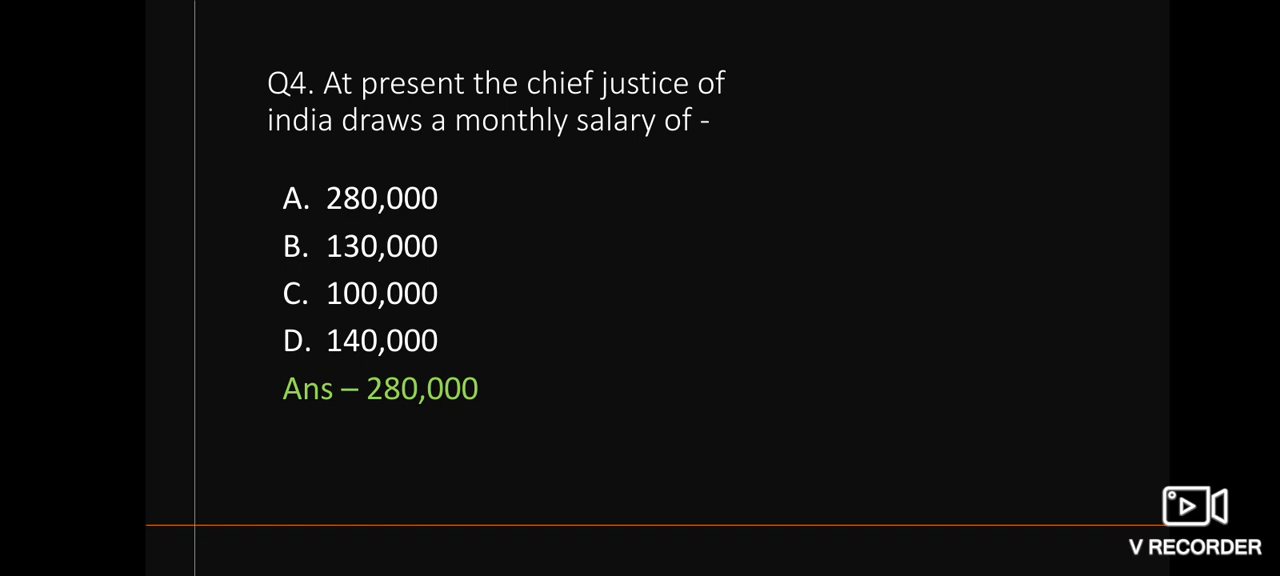 Q4. At present the chief justice of
india draws a monthly salary of -
A. 280,000
B. 130,000
C. 100,000
D. 140,000
Ans – 280,000
V RECORDER